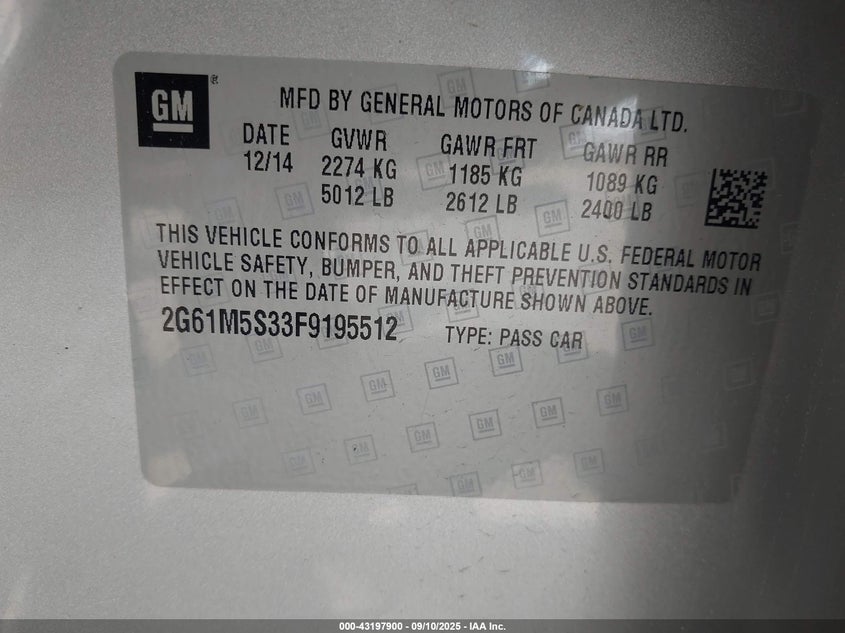 GM ®
MFD BY GENERAL MOTORS OF CANADA LTD.
DATE GVWR GAWR FRT GAWR RR
12/14 2274 KG 1185 KG 1089 KG
5012 LB 2612 LB 2400 LB
THIS VEHICLE CONFORMS TO ALL APPLICABLE U.S. FEDERAL MOTOR
VEHICLE SAFETY, BUMPER, AND THEFT PREVENTION STANDARDS IN
EFFECT ON THE DATE OF MANUFACTURE SHOWN ABOVE.
2G61M5S33F9195512 TYPE: PASS CAR
000-43197900 - 09/10/2025 - IAA Inc.